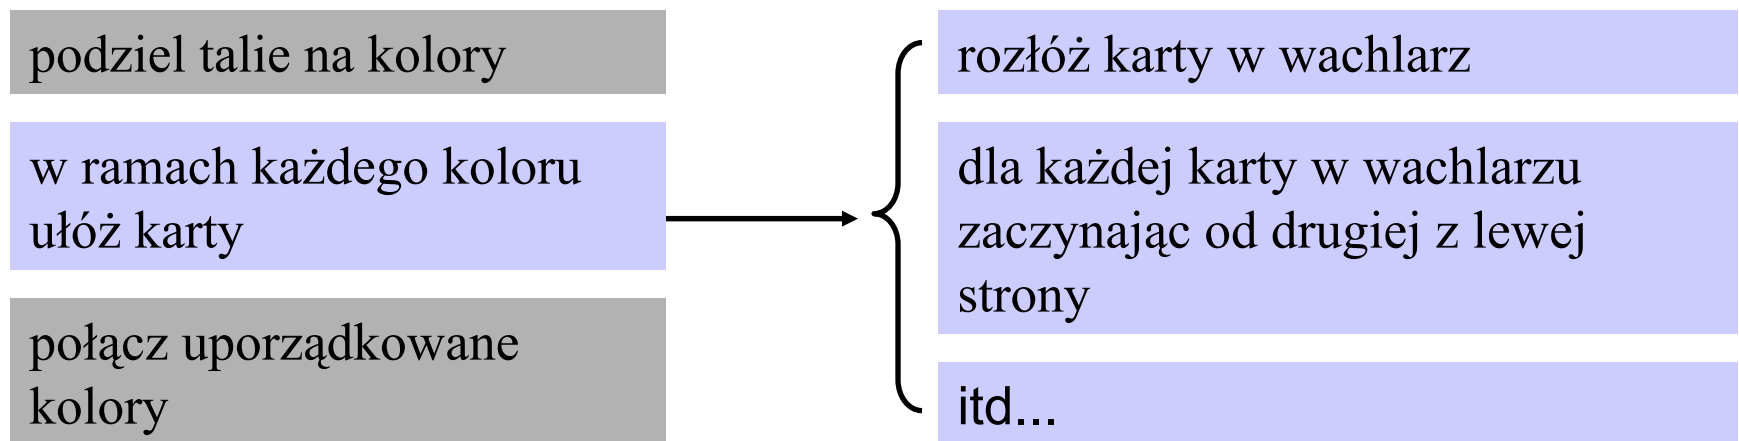 podziel talie na kolory
w ramach każdego koloru
ułóż karty
połącz uporządkowane
kolory
rozłóż karty w wachlarz
dla każdej karty w wachlarzu
zaczynając od drugiej z lewej
strony
itd...